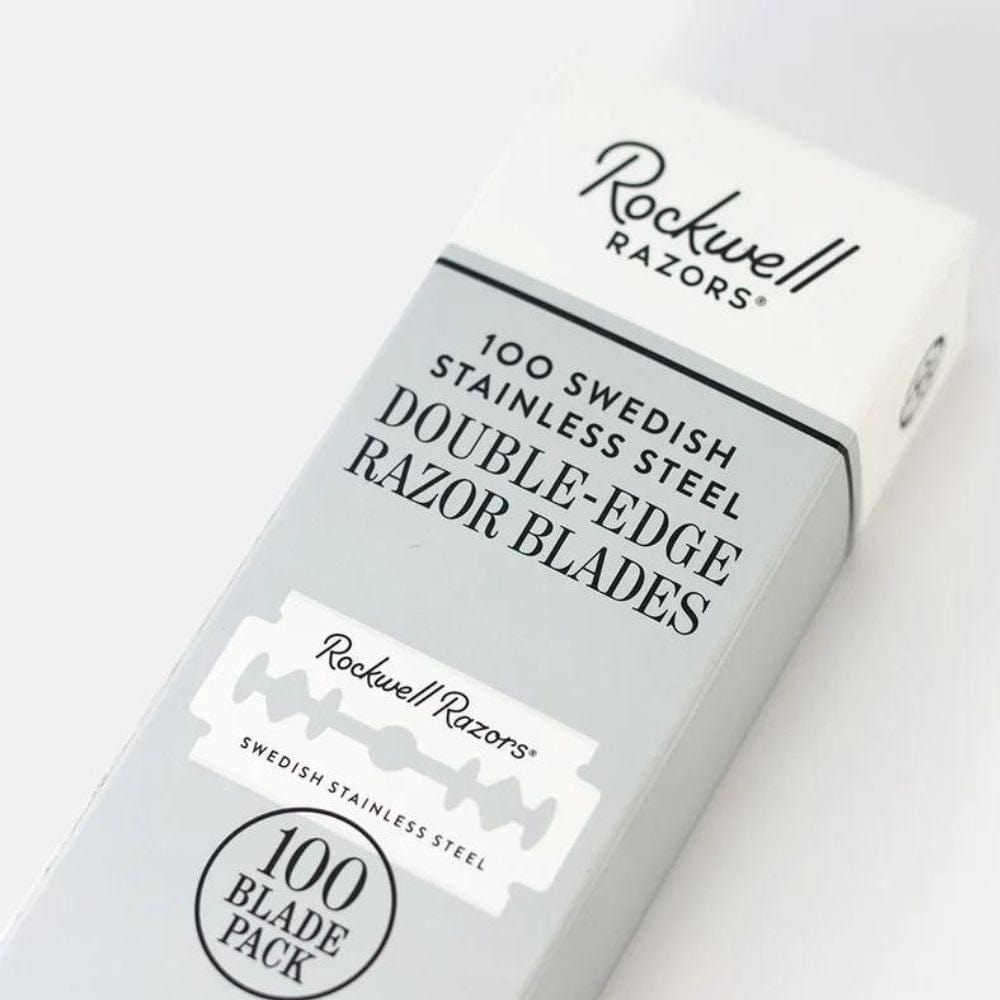 Rockwell
RAZORS®
100 SWEDISH
STAINLESS STEEL
DOUBLE-EDGE
RAZOR BLADES
Rockwell Razors®
SWEDISH STAINLESS STEEL
100
BLADE
PACK